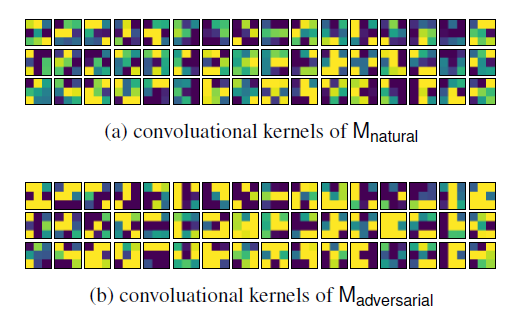 (a) convoluational kernels of Mnatural
(b) convoluational kernels of Madversarial